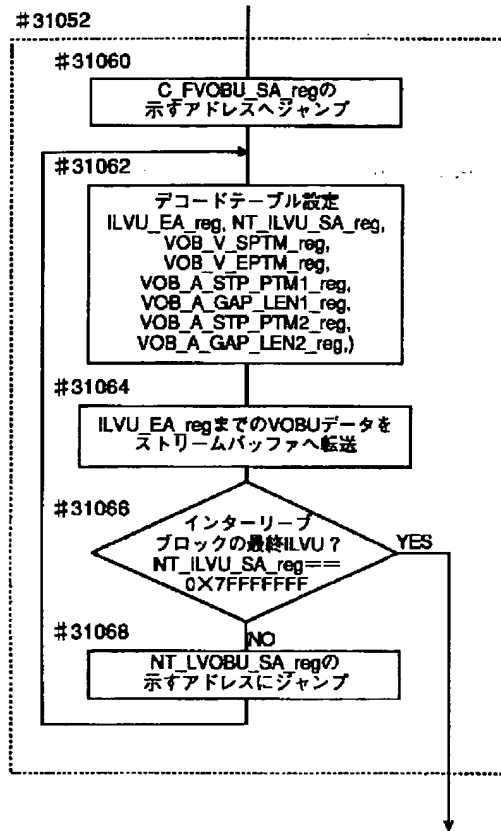 #31052
#31060
C_FVOBU_SA_regの
示すアドレスへジャンプ
#31062
デコードテーブル設定
ILVU_EA_reg, NT_ILVU_SA_reg,
VOB_V_SPTM_reg,
VOB_V_EPTM_reg,
VOB_A_STP_PTM1_reg,
VOB_A_GAP_LEN1_reg,
VOB_A_STP_PTM2_reg,
VOB_A_GAP_LEN2_reg,)
#31064
ILVU_EA_regまでのVOBUデータを
ストリームバッファへ転送
#31066
インターリーブ
ブロックの最終ILVU?
NT_ILVU_SA_reg==
0×7FFFFFFF
YES
#31068
NO
NT_LVOBU_SA_regの
示すアドレスにジャンプ